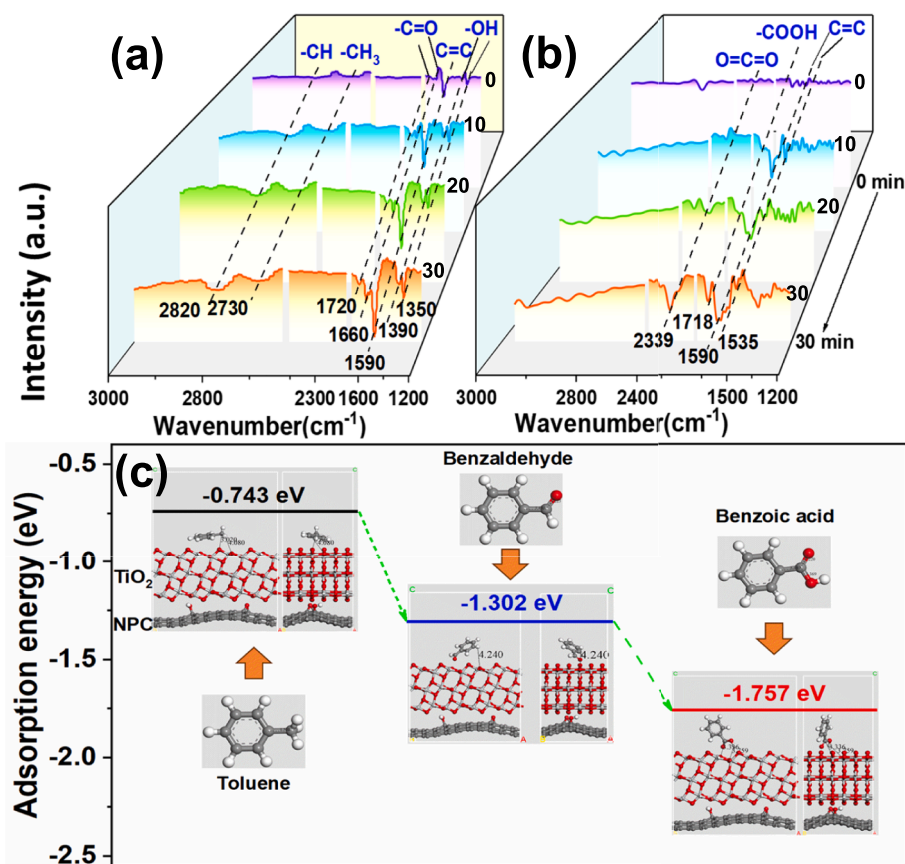 (a)
-CH
-CH₃
-C=O
C=C
-OH
0
10
20
30
2820
2730
1720
1660
1590
1390
1350
3000
2800
2300
1500
1200
Wavenumber(cm⁻¹)
Intensity (a.u.)
(b)
O=C=O
-COOH
C=C
0
10
20
30
0 min
30 min
2339
1718
1590
1535
3000
2800
2400
1500
1200
Wavenumber(cm⁻¹)
(c)
Adsorption energy (eV)
-0.5
-1.0
-1.5
-2.0
-2.5
-0.743 eV
TiO₂
NPC
Toluene
Benzaldehyde
-1.302 eV
4.240
4.240
Benzoic acid
-1.757 eV